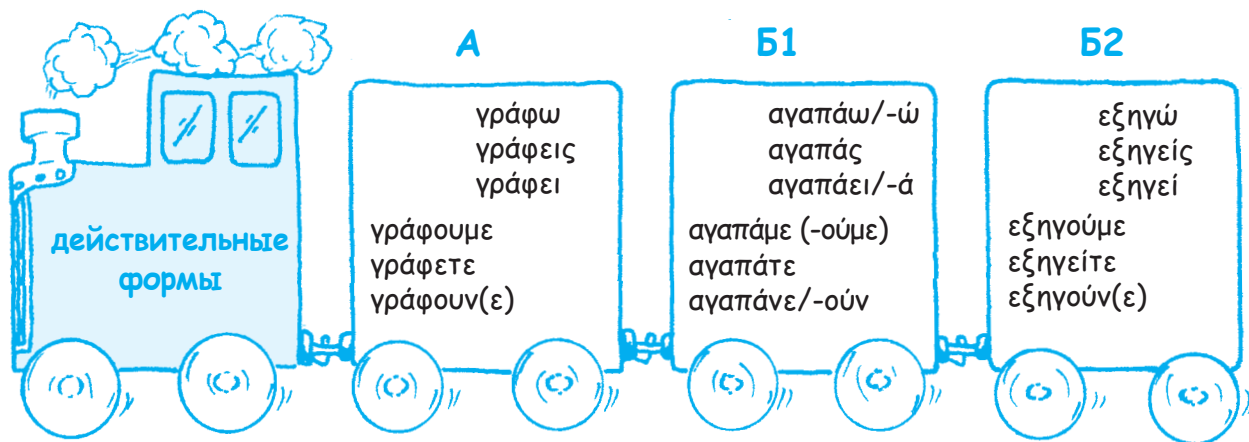 действительные
формы
А
γράφω
γράφεις
γράφει
γράφουμε
γράφετε
γράφουν(ε)
Б1
αγαπάω/-ώ
αγαπάς
αγαπάει/-ά
αγαπάμε (-ούμε)
αγαπάτε
αγαπάνε/-ούν
Б2
εξηγώ
εξηγείς
εξηγεί
εξηγούμε
εξηγείτε
εξηγούν(ε)